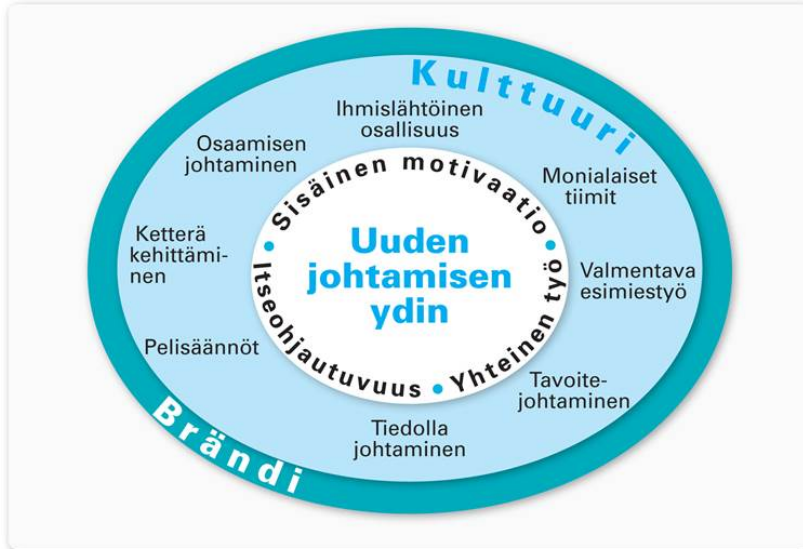 Kulttuuri
Ihmislähtöinen
osallisuus
Osaamisen
johtaminen
Monialaiset
tiimit
Sisäinen motivaatio
Ketterä
kehittämi-
nen
Uuden
johtamisen
ydin
Valmentava
esimiestyö
Itseohjautuvuus
Yhteinen työ
Pelisäännöt
Tavoite-
johtaminen
Tiedolla
johtaminen
Brändi